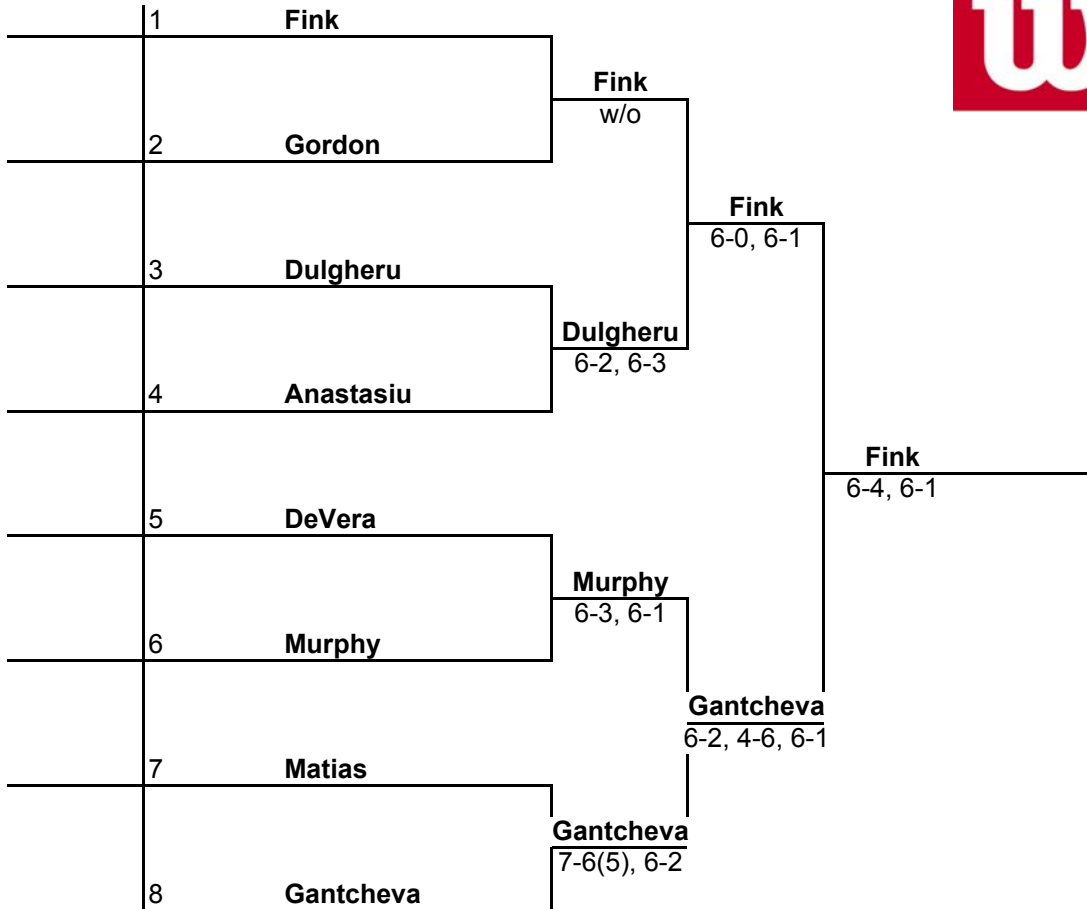 1 Fink
Fink
w/o
2 Gordon
Fink
6-0, 6-1
3 Dulgheru
Dulgheru
6-2, 6-3
4 Anastasiu
Fink
6-4, 6-1
5 DeVera
Murphy
6-3, 6-1
6 Murphy
Gantcheva
6-2, 4-6, 6-1
7 Matias
Gantcheva
7-6(5), 6-2
8 Gantcheva